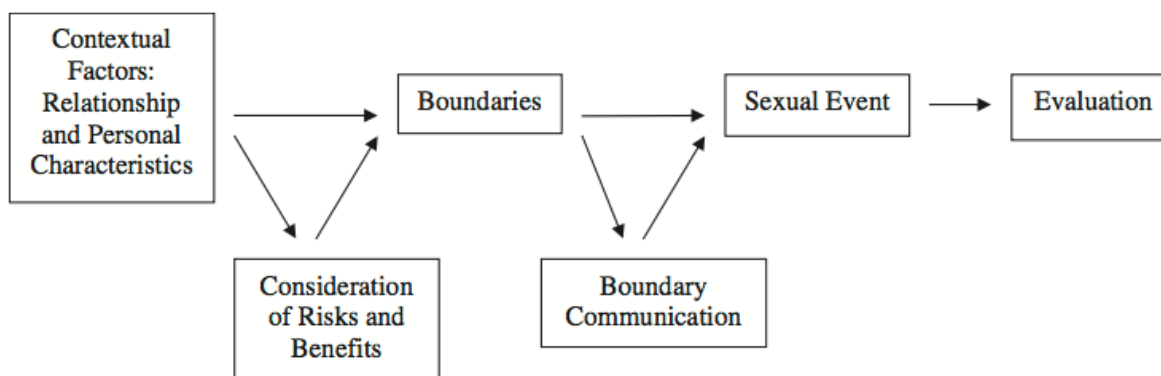 Contextual
Factors:
Relationship
and Personal
Characteristics
Boundaries
Sexual Event
Evaluation
Consideration
of Risks and
Benefits
Boundary
Communication